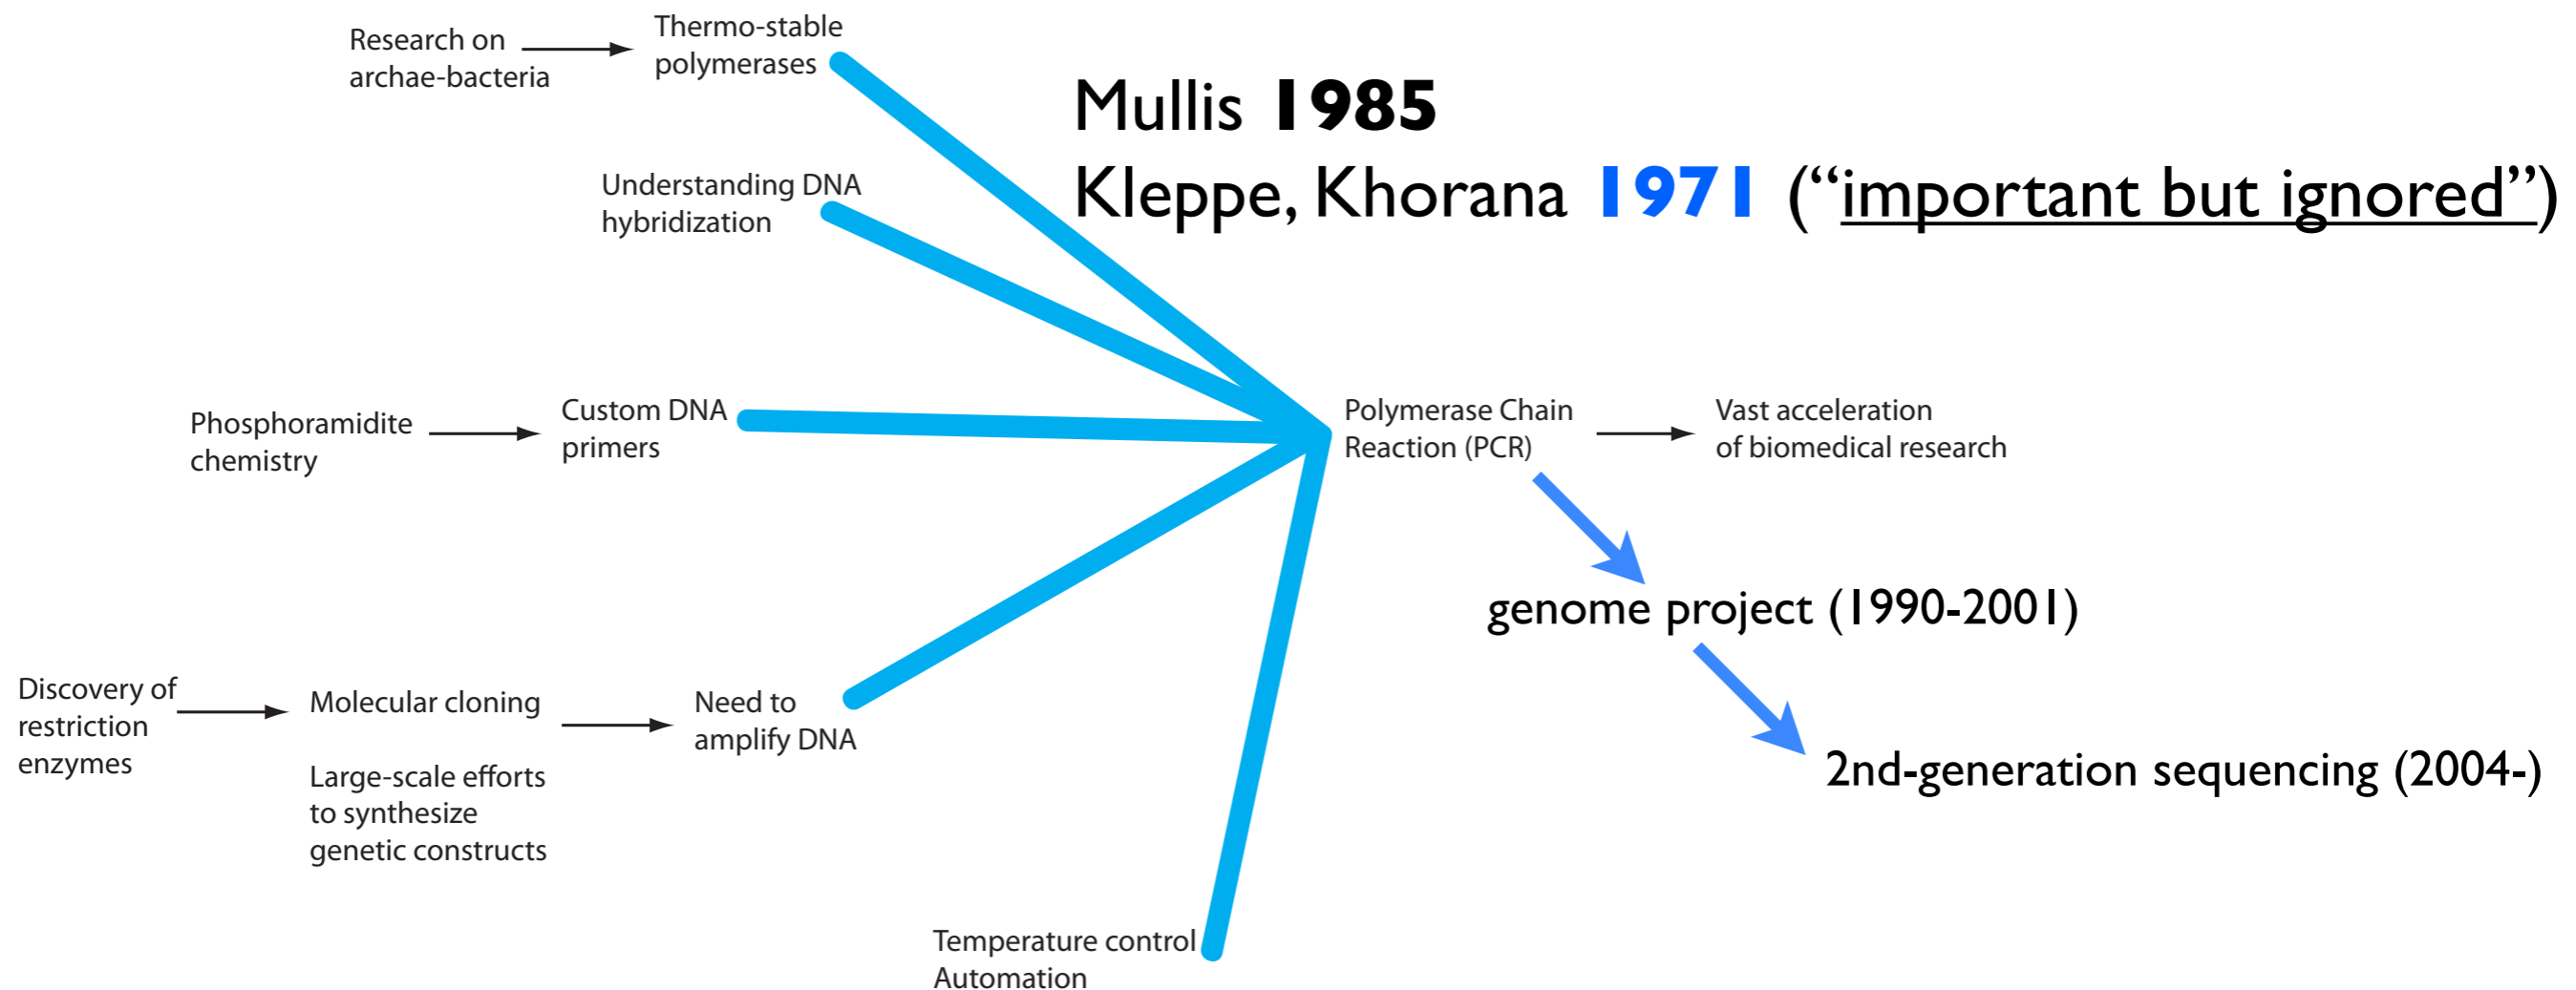 Research on
archae-bacteria
Thermo-stable
polymerases
Mullis 1985
Kleppe, Khorana 1971 (“important but ignored”)
Understanding DNA
hybridization
Phosphoramidite
chemistry
Custom DNA
primers
Polymerase Chain
Reaction (PCR)
Vast acceleration
of biomedical research
genome project (1990-2001)
2nd-generation sequencing (2004-)
Discovery of
restriction
enzymes
Molecular cloning
Large-scale efforts
to synthesize
genetic constructs
Need to
amplify DNA
Temperature control
Automation